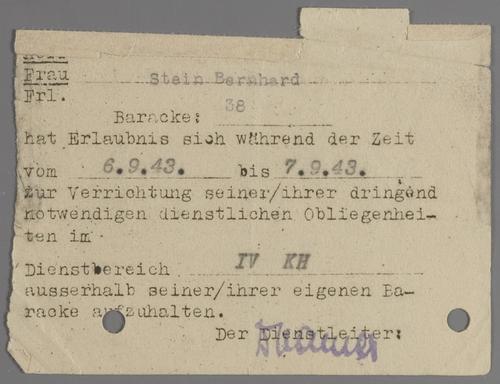 Herr
Frau Stein Bernhard
Frl.
Baracke: 38
hat Erlaubnis sich während der Zeit
vom 6.9.43. bis 7.9.43.
zur Verrichtung seiner/ihrer dringend
notwendigen dienstlichen Obliegenhei-
ten im
Dienstbereich IV KH
ausserhalb seiner/ihrer eigenen Ba-
racke aufzuhalten.
Der Dienstleiter: